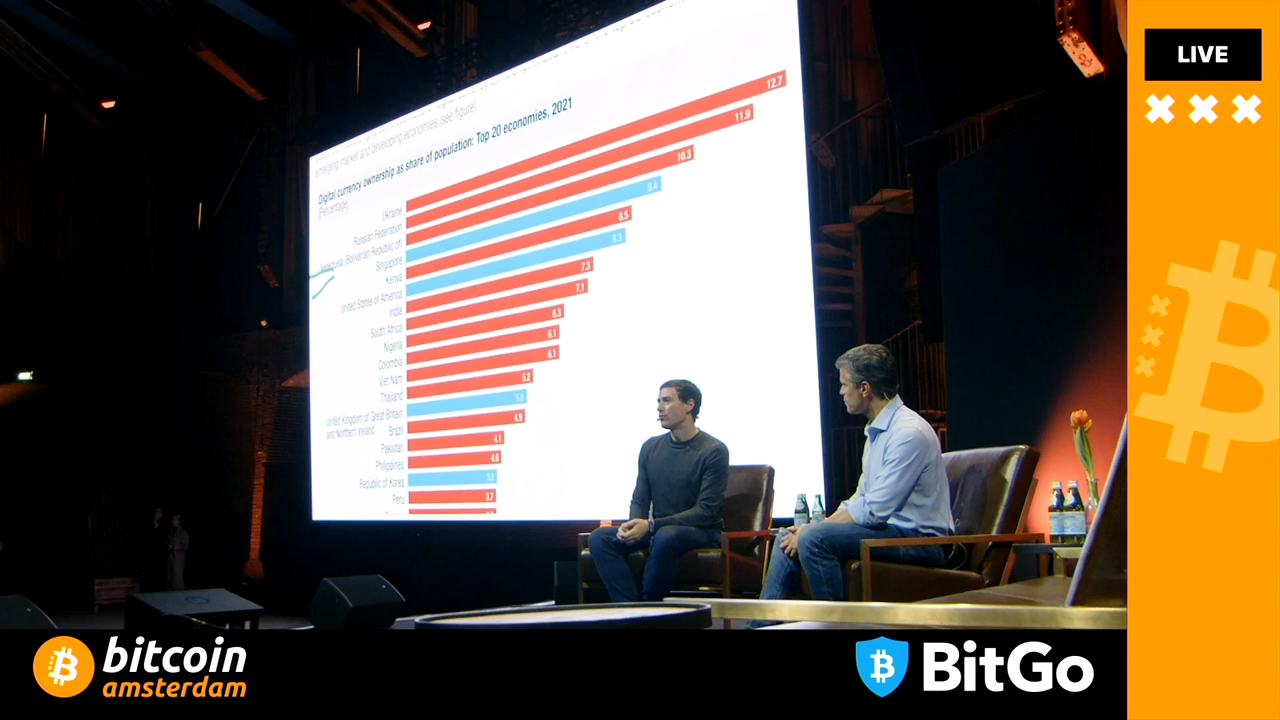 LIVE
emerging market and developing economies (see figure)
Digital currency ownership as share of population: Top 20 economies, 2021
(Percentage)
Ukraine 12.7
Russian Federation 11.9
Venezuela (Bolivarian Republic of) 10.3
Singapore 9.4
Kenya 8.5
United States of America 8.3
India 7.3
South Africa 7.1
Nigeria 6.3
Colombia 6.1
Viet Nam 6.1
Thailand 5.2
United Kingdom of Great Britain
and Northern Ireland 5.0
Brazil 4.9
Pakistan 4.1
Philippines 4.0
Republic of Korea
Peru 3.7
bitcoin
amsterdam
BitGo